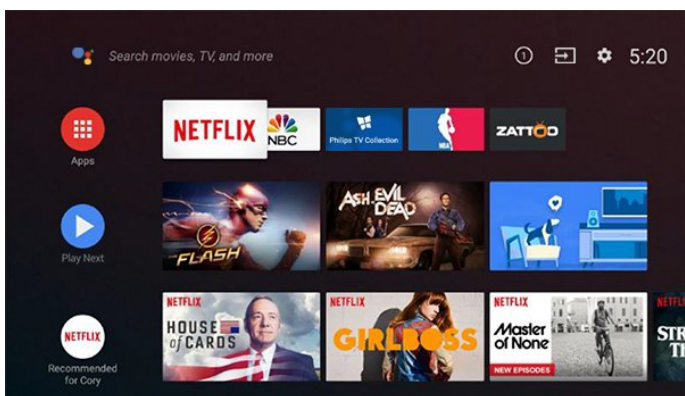 Search movies, TV, and more
1
5:20
Apps
NETFLIX
NBC
Philips TV Collection
NBA
ZATTOO
Play Next
THE
FLASH
ASH VS EVIL
DEAD
NETFLIX
Recommended
for Cory
NETFLIX
HOUSE
of CARDS
NETFLIX
GIRLBOSS
NETFLIX
Master
of None
NEW EPISODES
NETFLIX
STR
TH